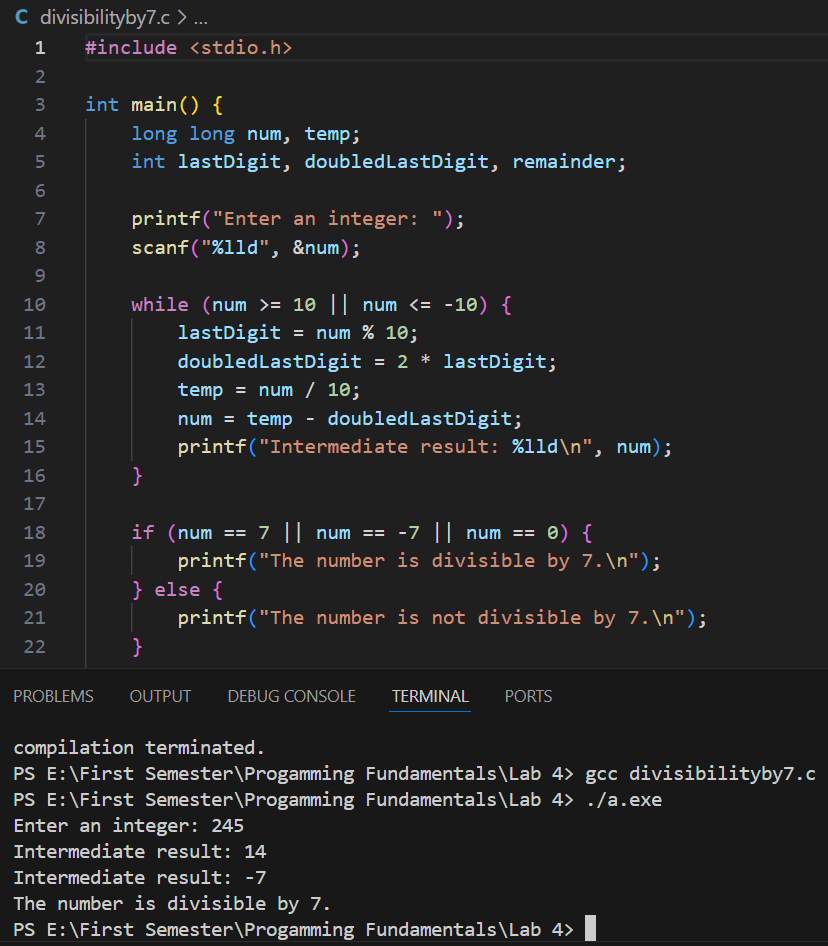 C divisibilityby7.c > ...
1 #include <stdio.h>
2
3 int main() {
4     long long num, temp;
5     int lastDigit, doubledLastDigit, remainder;
6
7     printf("Enter an integer: ");
8     scanf("%lld", &num);
9
10     while (num >= 10 || num <= -10) {
11         lastDigit = num % 10;
12         doubledLastDigit = 2 * lastDigit;
13         temp = num / 10;
14         num = temp - doubledLastDigit;
15         printf("Intermediate result: %lld\n", num);
16     }
17
18     if (num == 7 || num == -7 || num == 0) {
19         printf("The number is divisible by 7.\n");
20     } else {
21         printf("The number is not divisible by 7.\n");
22     }
PROBLEMS OUTPUT DEBUG CONSOLE TERMINAL PORTS
compilation terminated.
PS E:\First Semester\Progamming Fundamentals\Lab 4> gcc divisibilityby7.c
PS E:\First Semester\Progamming Fundamentals\Lab 4> ./a.exe
Enter an integer: 245
Intermediate result: 14
Intermediate result: -7
The number is divisible by 7.
PS E:\First Semester\Progamming Fundamentals\Lab 4>